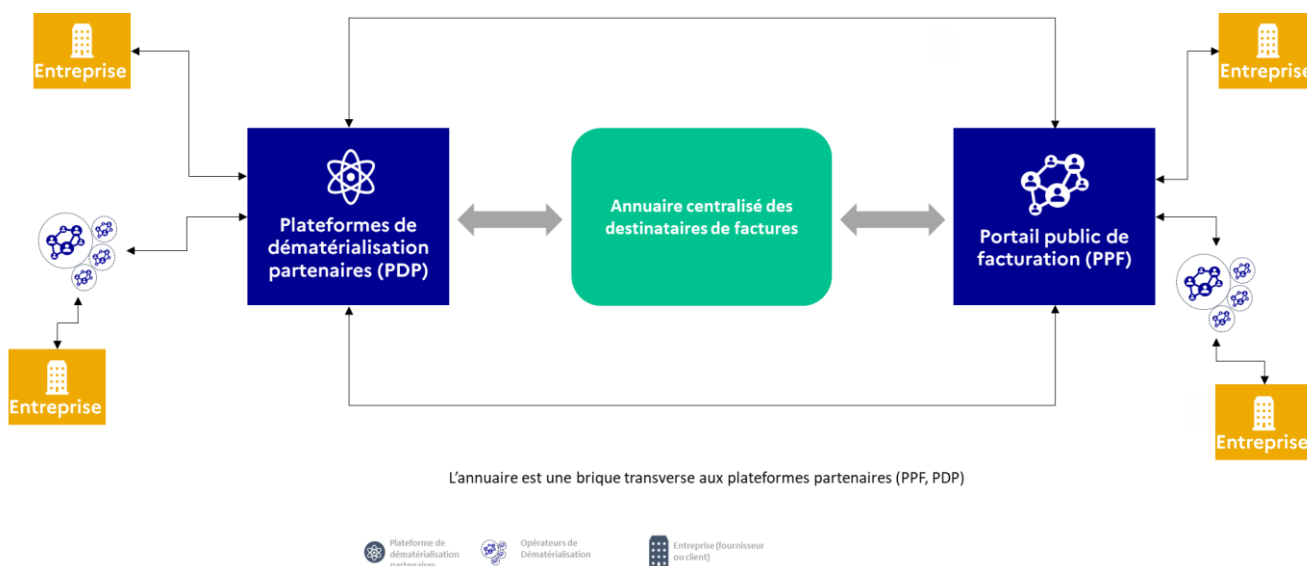 Entreprise
Entreprise
Plateformes de
dématérialisation
partenaires (PDP)
Annuaire centralisé des
destinataires de factures
Portail public de
facturation (PPF)
Entreprise
Entreprise
L'annuaire est une brique transverse aux plateformes partenaires (PPF, PDP)
Plateforme de
dématérialisation
partenaires
Opérateurs de
Dématérialisation
Entreprise (fournisseur
ou client)